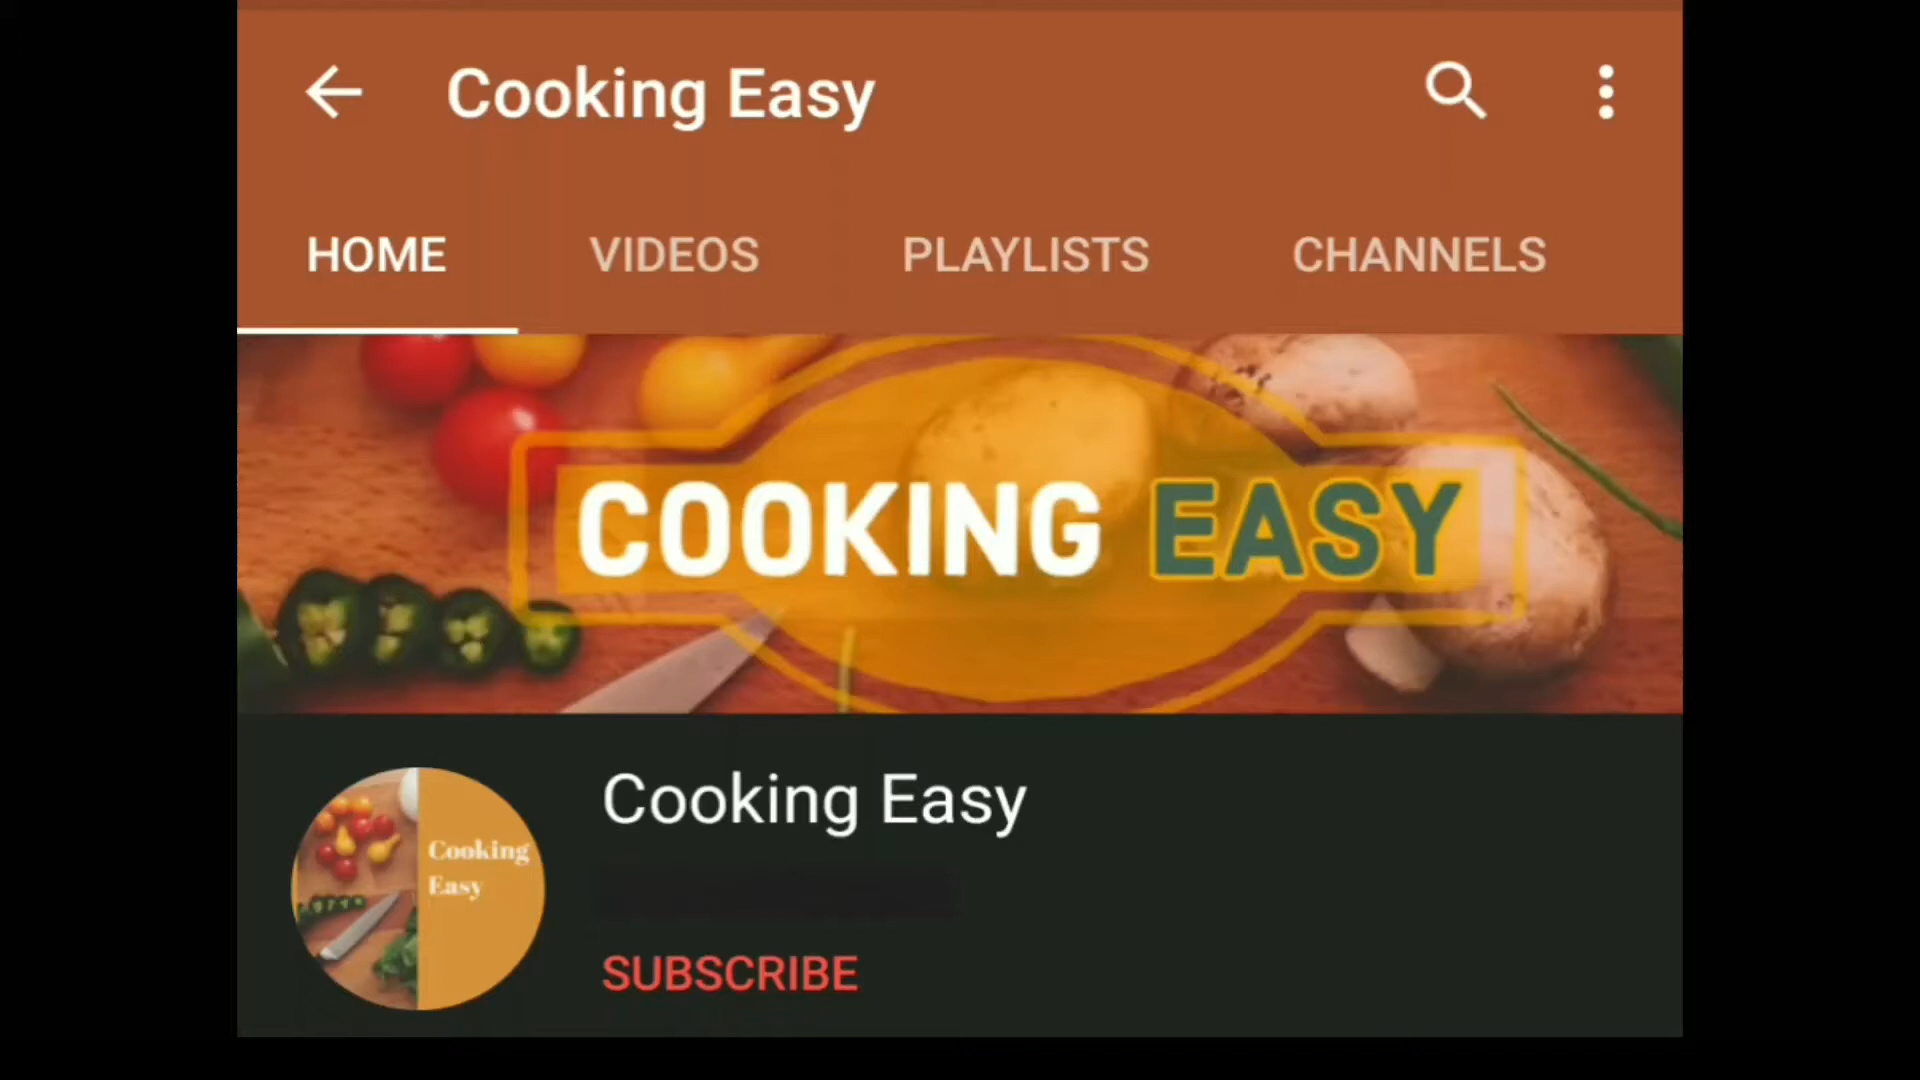 Cooking Easy
HOME VIDEOS PLAYLISTS CHANNELS
COOKING EASY
Cooking Easy
Cooking
Easy
SUBSCRIBE